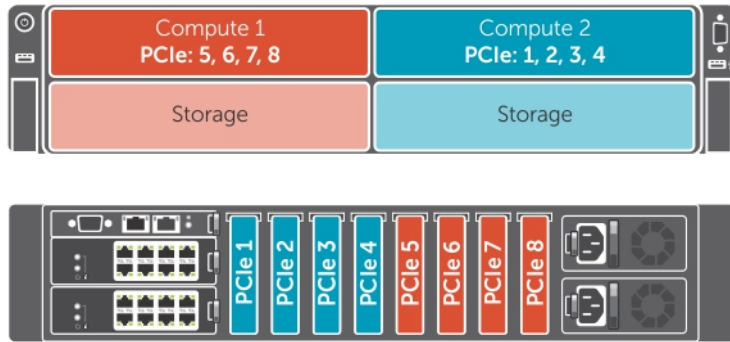 Compute 1
PCIe: 5, 6, 7, 8
Compute 2
PCIe: 1, 2, 3, 4
Storage
Storage
PCIe 1
PCIe 2
PCIe 3
PCIe 4
PCIe 5
PCIe 6
PCIe 7
PCIe 8